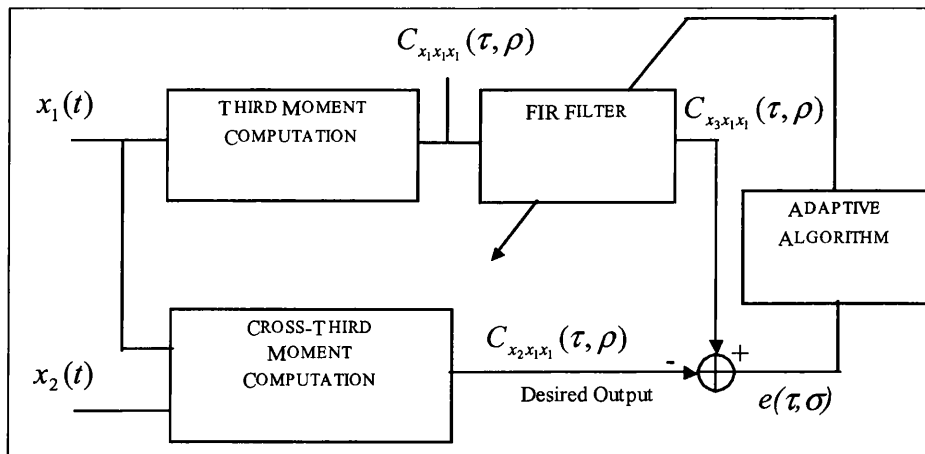 C_{x_1x_1x_1}(τ, ρ)
x_1(t)
THIRD MOMENT
COMPUTATION
FIR FILTER
C_{x_3x_1x_1}(τ, ρ)
ADAPTIVE
ALGORITHM
CROSS-THIRD
MOMENT
COMPUTATION
C_{x_2x_1x_1}(τ, ρ)
- +
x_2(t)
Desired Output
e(τ,σ)